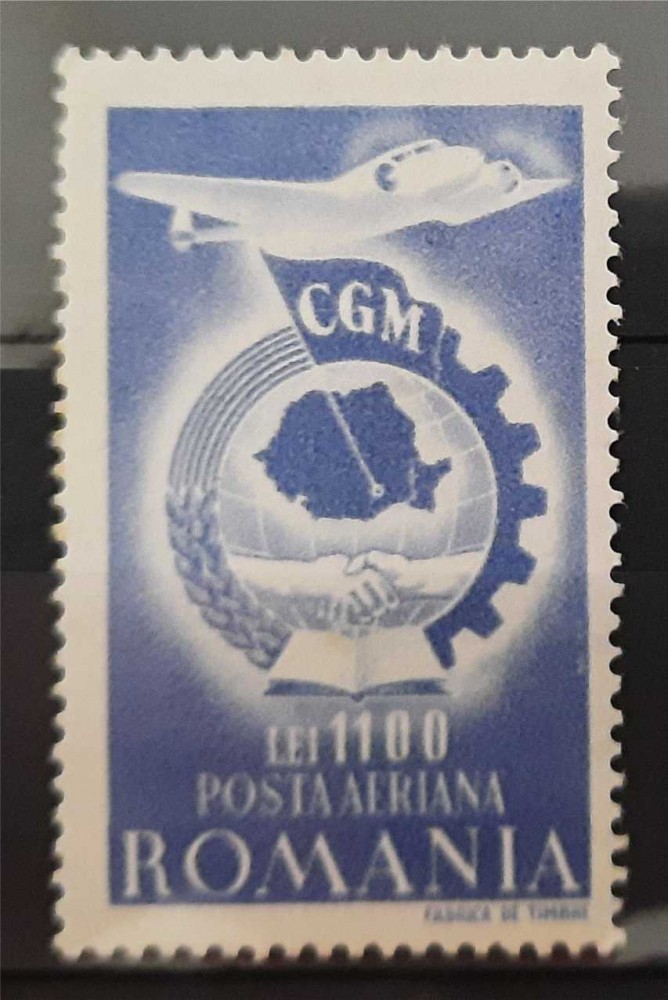 CGM
LEI 1100
POSTA AERIANA
ROMANIA
FABRICA DE TIMBRE